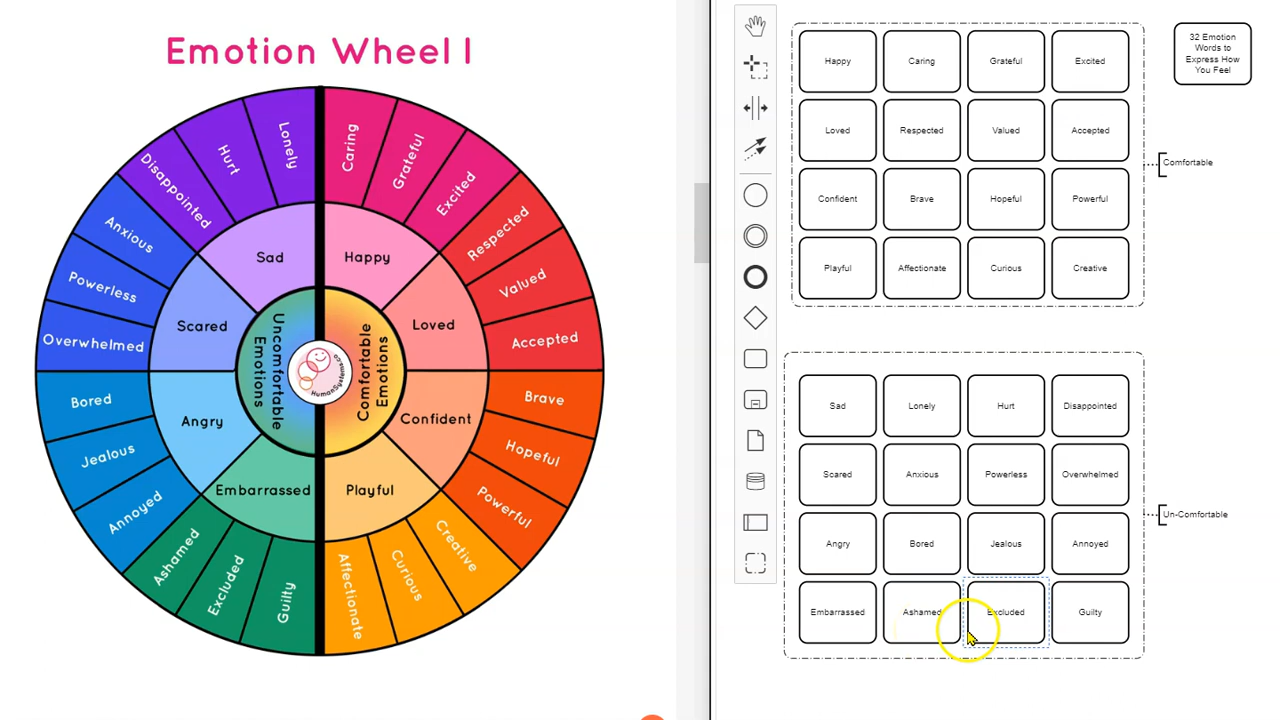 Emotion Wheel I
Lonely
Hurt
Disappointed
Anxious
Powerless
Overwhelmed
Bored
Jealous
Annoyed
Ashamed
Excluded
Guilty
Caring
Grateful
Excited
Respected
Valued
Accepted
Brave
Hopeful
Powerful
Creative
Curious
Affectionate
Sad
Scared
Angry
Embarrassed
Happy
Loved
Confident
Playful
Uncomfortable
Emotions
Comfortable
Emotions
HumanSystems.co
Happy
Caring
Grateful
Excited
Loved
Respected
Valued
Accepted
Confident
Brave
Hopeful
Powerful
Playful
Affectionate
Curious
Creative
Comfortable
32 Emotion
Words to
Express How
You Feel
Sad
Lonely
Hurt
Disappointed
Scared
Anxious
Powerless
Overwhelmed
Angry
Bored
Jealous
Annoyed
Embarrassed
Ashamed
Excluded
Guilty
Un-Comfortable